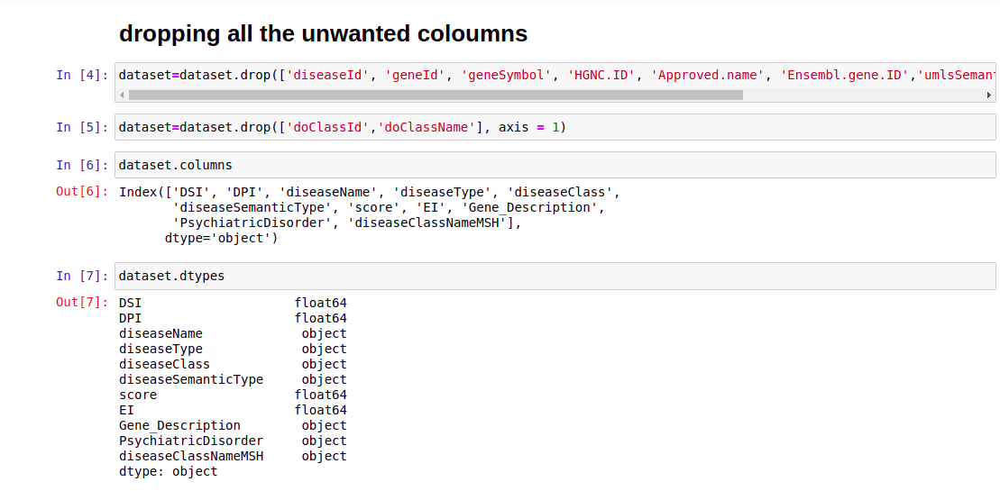 dropping all the unwanted coloumns
In [4]: dataset=dataset.drop(['diseaseId', 'geneId', 'geneSymbol', 'HGNC.ID', 'Approved.name', 'Ensembl.gene.ID','umlsSemant
In [5]: dataset=dataset.drop(['doClassId','doClassName'], axis = 1)
In [6]: dataset.columns
Out[6]: Index(['DSI', 'DPI', 'diseaseName', 'diseaseType', 'diseaseClass',
'diseaseSemanticType', 'score', 'EI', 'Gene_Description',
'PsychiatricDisorder', 'diseaseClassNameMSH'],
dtype='object')
In [7]: dataset.dtypes
Out[7]: DSI float64
DPI float64
diseaseName object
diseaseType object
diseaseClass object
diseaseSemanticType object
score float64
EI float64
Gene_Description object
PsychiatricDisorder object
diseaseClassNameMSH object
dtype: object